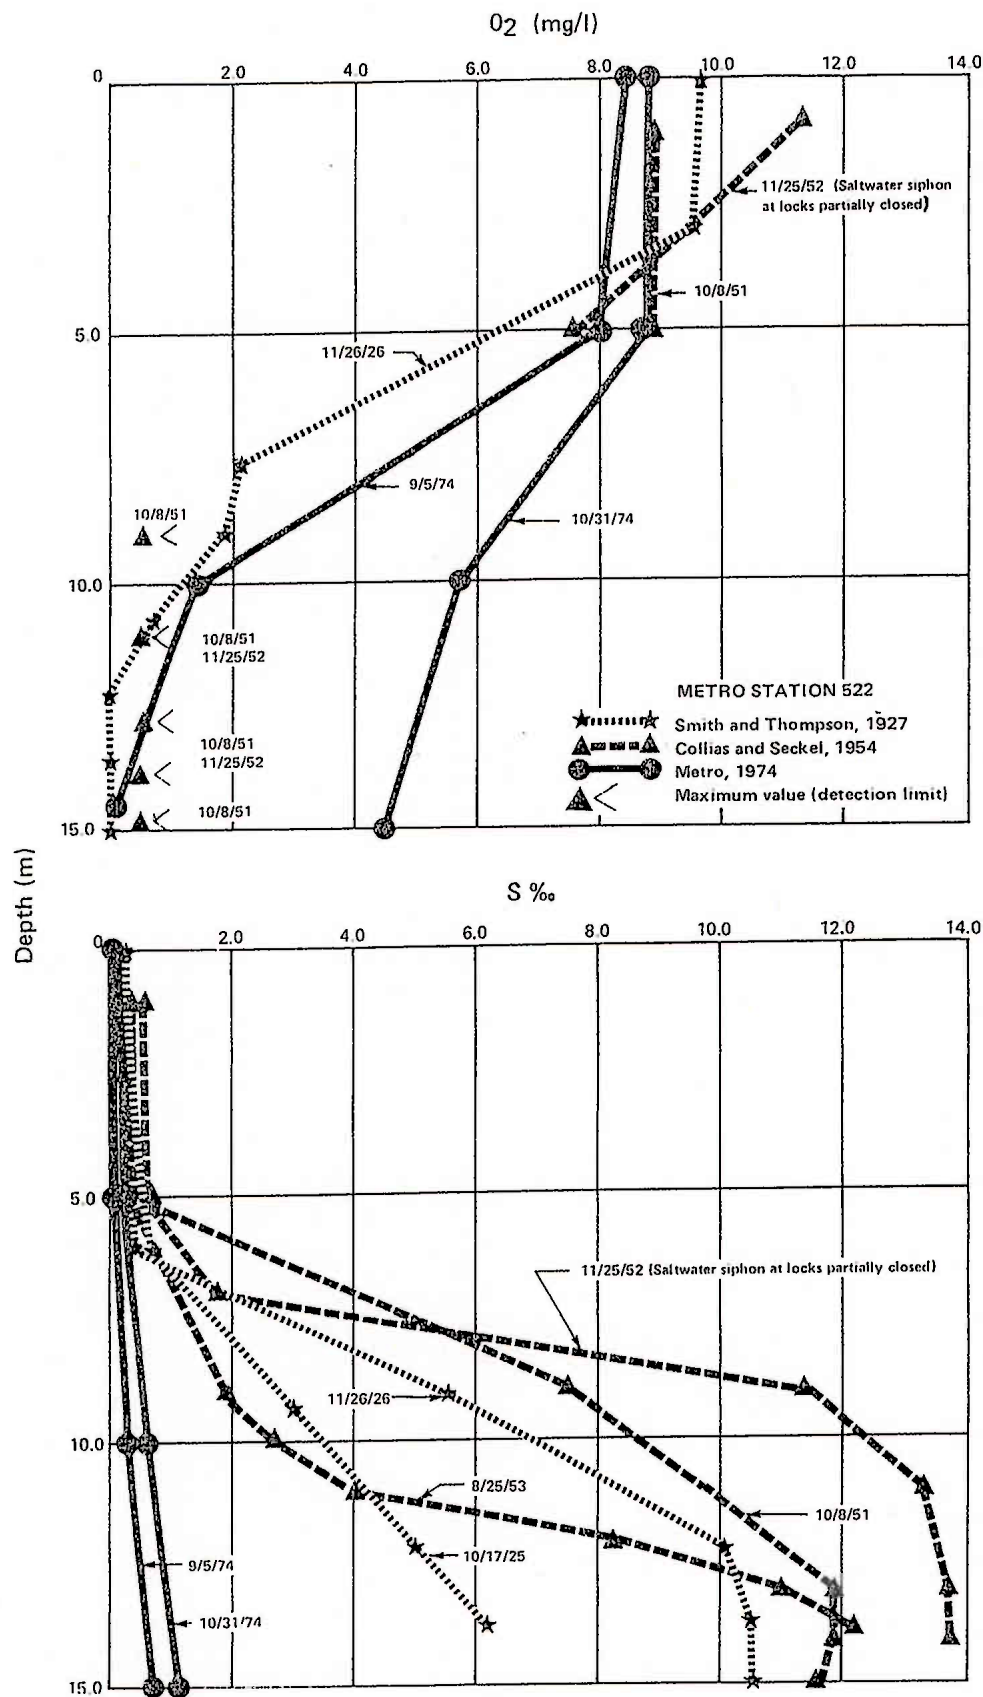 O2 (mg/l)
0 2.0 4.0 6.0 8.0 10.0 12.0 14.0
11/25/52 (Saltwater siphon
at locks partially closed)
10/8/51
5.0
11/26/26
9/5/74
10/8/51
10/31/74
10.0
10/8/51
11/25/52
METRO STATION 522
Smith and Thompson, 1927
10/8/51
11/25/52
Collias and Seckel, 1954
Metro, 1974
Maximum value (detection limit)
10/8/51
15.0
Depth (m)
S ‰
0 2.0 4.0 6.0 8.0 10.0 12.0 14.0
5.0
11/25/52 (Saltwater siphon at locks partially closed)
11/26/26
10.0
8/25/53
10/8/51
10/17/25
9/5/74
10/31/74
15.0